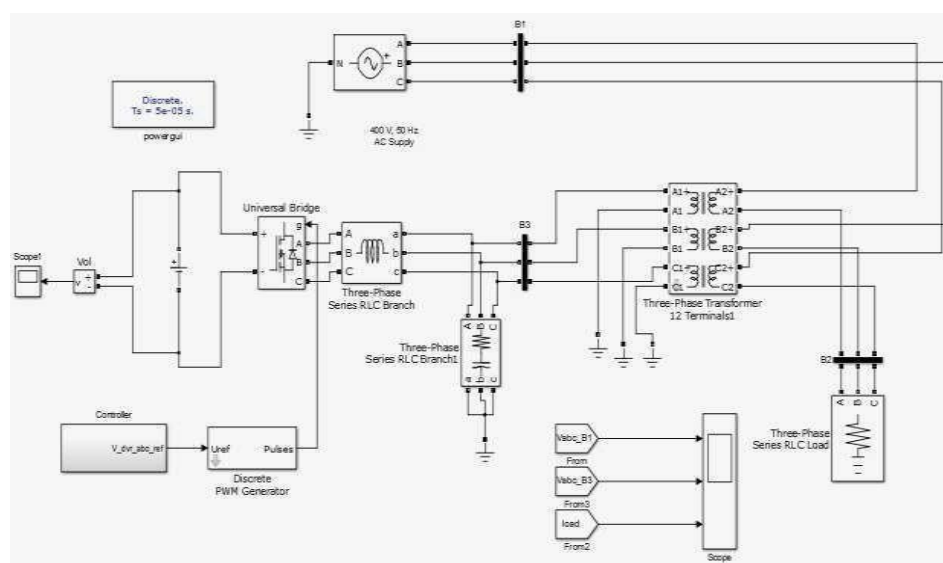 B1
A
N
+
B
C
Discrete,
Ts = 5e-05 s.
powergui
400 V, 50 Hz
AC Supply
Universal Bridge
g
+
A
B
-
C
A
B
C
a
b
c
Three-Phase
Series RLC Branch
B3
A1+
A2+
A1
A2
B1+
B2+
B1
B2
C1+
C2+
C1
C2
Three-Phase Transformer
12 Terminals1
Scope1
Vol
v
+
-
+
A
B
C
Three-Phase
Series RLC Branch1
a
b
c
B2
A
B
C
Three-Phase
Series RLC Load
Controller
V_dvr_abc_ref
Uref
Pulses
Discrete
PWM Generator
Vabc_B1
From
Vabc_B3
From3
load
From2
Scope